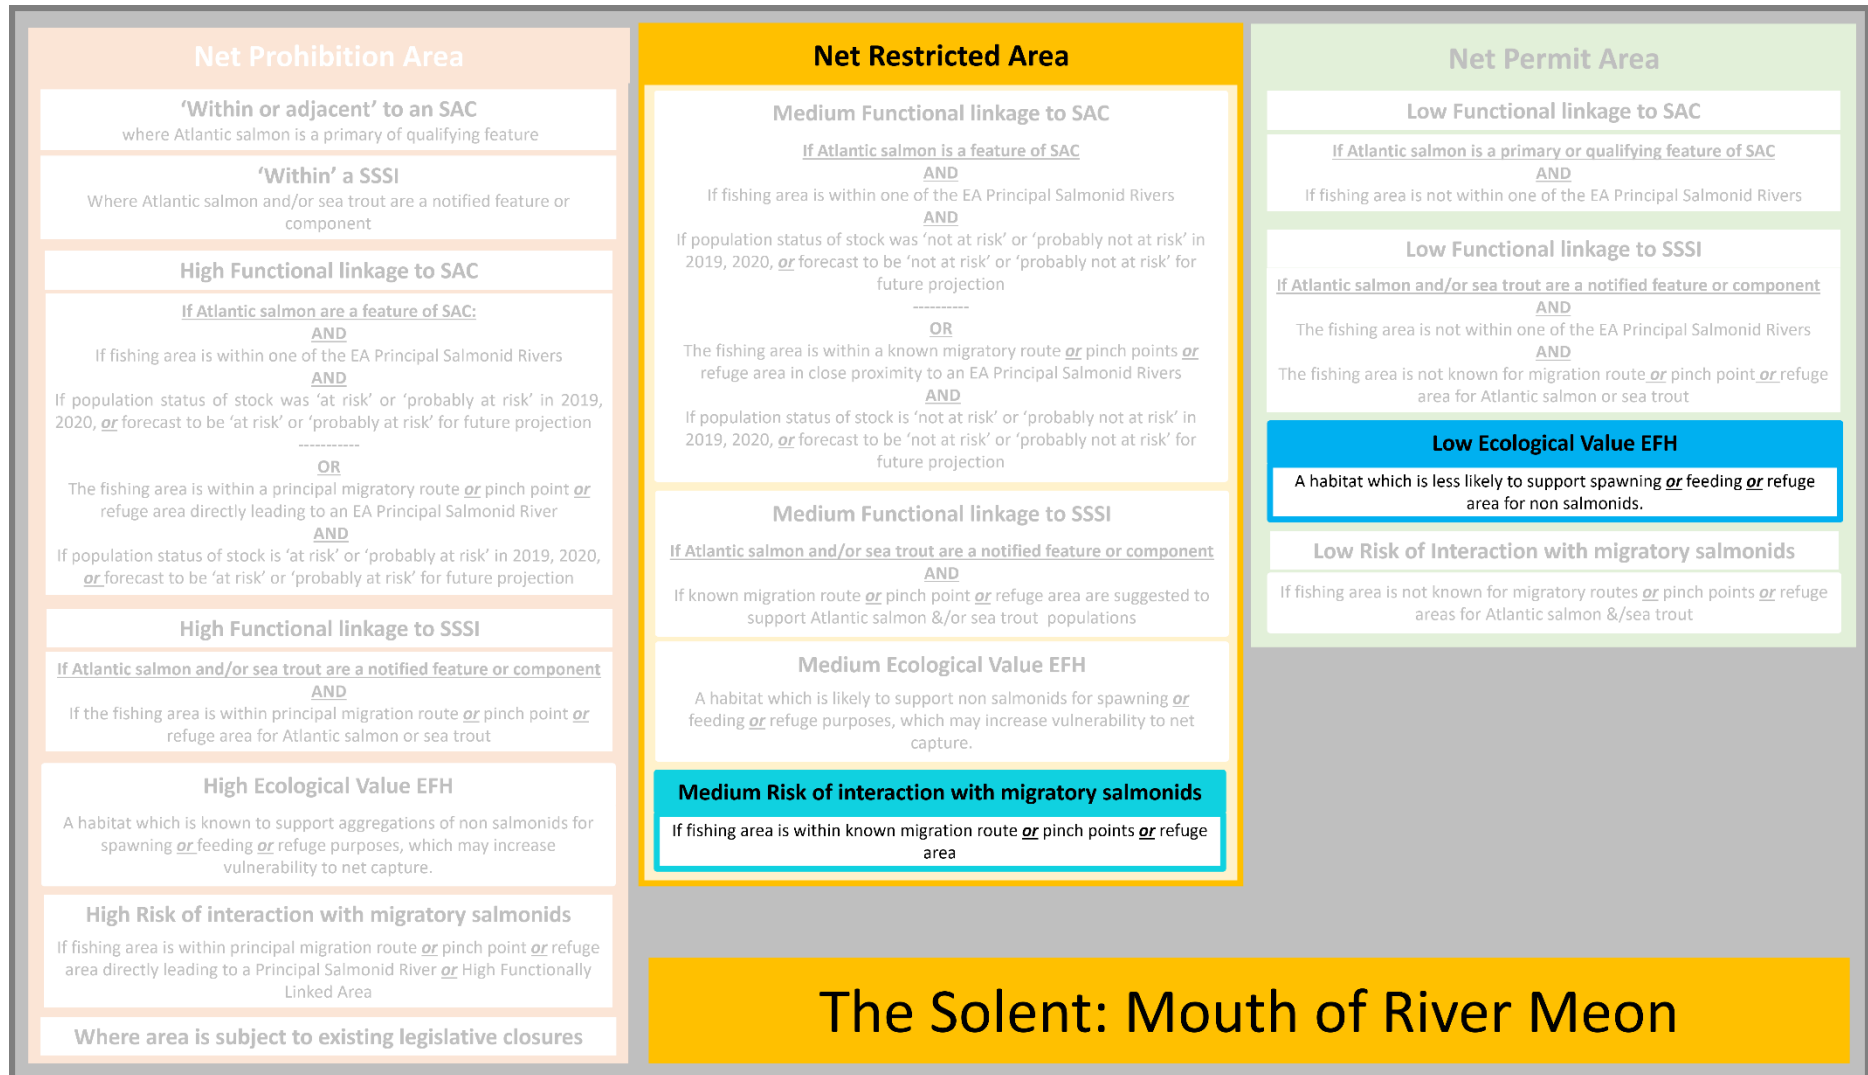 Net Prohibition Area
‘Within or adjacent’ to an SAC
where Atlantic salmon is a primary of qualifying feature
‘Within’ a SSSI
Where Atlantic salmon and/or sea trout are a notified feature or
component
High Functional linkage to SAC
If Atlantic salmon are a feature of SAC:
AND
If fishing area is within one of the EA Principal Salmonid Rivers
AND
If population status of stock was ‘at risk’ or ‘probably at risk’ in 2019,
2020, or forecast to be ‘at risk’ or ‘probably at risk’ for future projection
-----------
OR
The fishing area is within a principal migratory route or pinch point or
refuge area directly leading to an EA Principal Salmonid River
AND
If population status of stock is ‘at risk’ or ‘probably at risk’ in 2019, 2020,
or forecast to be ‘at risk’ or ‘probably at risk’ for future projection
High Functional linkage to SSSI
If Atlantic salmon and/or sea trout are a notified feature or component
AND
If the fishing area is within principal migration route or pinch point or
refuge area for Atlantic salmon or sea trout
High Ecological Value EFH
A habitat which is known to support aggregations of non salmonids for
spawning or feeding or refuge purposes, which may increase
vulnerability to net capture.
High Risk of interaction with migratory salmonids
If fishing area is within principal migration route or pinch point or refuge
area directly leading to a Principal Salmonid River or High Functionally
Linked Area
Where area is subject to existing legislative closures
Net Restricted Area
Medium Functional linkage to SAC
If Atlantic salmon is a feature of SAC
AND
If fishing area is within one of the EA Principal Salmonid Rivers
AND
If population status of stock was ‘not at risk’ or ‘probably not at risk’ in
2019, 2020, or forecast to be ‘not at risk’ or ‘probably not at risk’ for
future projection
----------
OR
The fishing area is within a known migratory route or pinch points or
refuge area in close proximity to an EA Principal Salmonid Rivers
AND
If population status of stock is ‘not at risk’ or ‘probably not at risk’ in
2019, 2020, or forecast to be ‘not at risk’ or ‘probably not at risk’ for
future projection
Medium Functional linkage to SSSI
If Atlantic salmon and/or sea trout are a notified feature or component
AND
If known migration route or pinch point or refuge area are suggested to
support Atlantic salmon &/or sea trout populations
Medium Ecological Value EFH
A habitat which is likely to support non salmonids for spawning or
feeding or refuge purposes, which may increase vulnerability to net
capture.
Medium Risk of interaction with migratory salmonids
If fishing area is within known migration route or pinch points or refuge
area
Net Permit Area
Low Functional linkage to SAC
If Atlantic salmon is a primary or qualifying feature of SAC
AND
If fishing area is not within one of the EA Principal Salmonid Rivers
Low Functional linkage to SSSI
If Atlantic salmon and/or sea trout are a notified feature or component
AND
The fishing area is not within one of the EA Principal Salmonid Rivers
AND
The fishing area is not known for migration route or pinch point or refuge
area for Atlantic salmon or sea trout
Low Ecological Value EFH
A habitat which is less likely to support spawning or feeding or refuge
area for non salmonids.
Low Risk of Interaction with migratory salmonids
If fishing area is not known for migratory routes or pinch points or refuge
areas for Atlantic salmon &/sea trout
The Solent: Mouth of River Meon